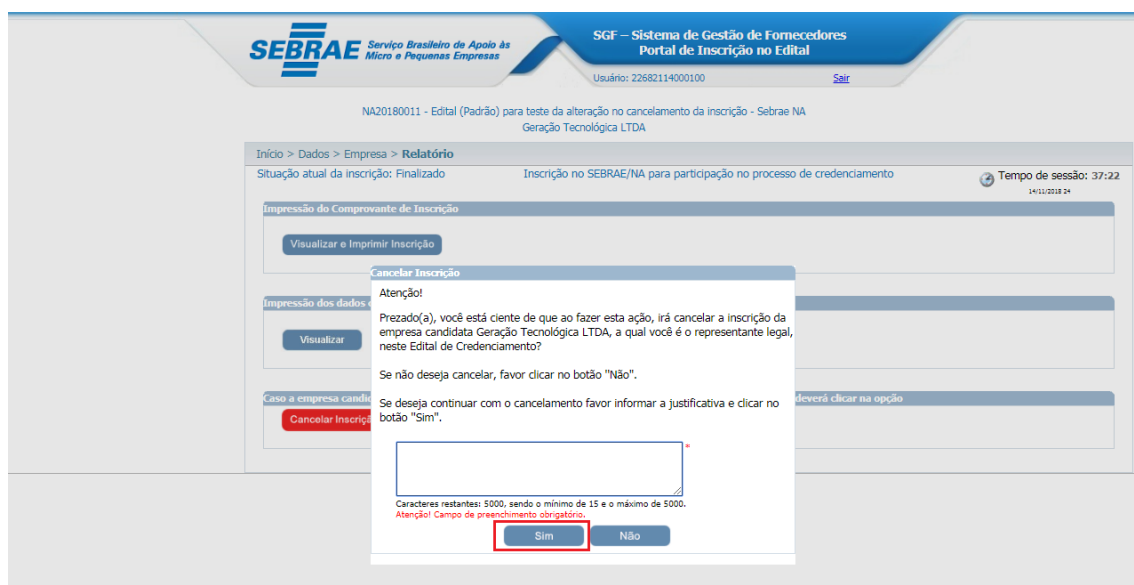 SEBRAE
Serviço Brasileiro de Apoio às
Micro e Pequenas Empresas
SGF – Sistema de Gestão de Fornecedores
Portal de Inscrição no Edital
Usuário: 22682114000100 Sair
NA20180011 - Edital (Padrão) para teste da alteração no cancelamento da inscrição - Sebrae NA
Geração Tecnológica LTDA
Início > Dados > Empresa > Relatório
Situação atual da inscrição: Finalizado Inscrição no SEBRAE/NA para participação no processo de credenciamento Tempo de sessão: 37:22
14/11/2018 24
Impressão do Comprovante de Inscrição
Visualizar e Imprimir Inscrição
Cancelar Inscrição
Atenção!
Prezado(a), você está ciente de que ao fazer esta ação, irá cancelar a inscrição da
empresa candidata Geração Tecnológica LTDA, a qual você é o representante legal,
neste Edital de Credenciamento?
Se não deseja cancelar, favor clicar no botão "Não".
Se deseja continuar com o cancelamento favor informar a justificativa e clicar no
botão "Sim".
*
Caracteres restantes: 5000, sendo o mínimo de 15 e o máximo de 5000.
Atenção! Campo de preenchimento obrigatório.
Sim Não
Impressão dos dados
Visualizar
Caso a empresa deverá clicar na opção
Cancelar